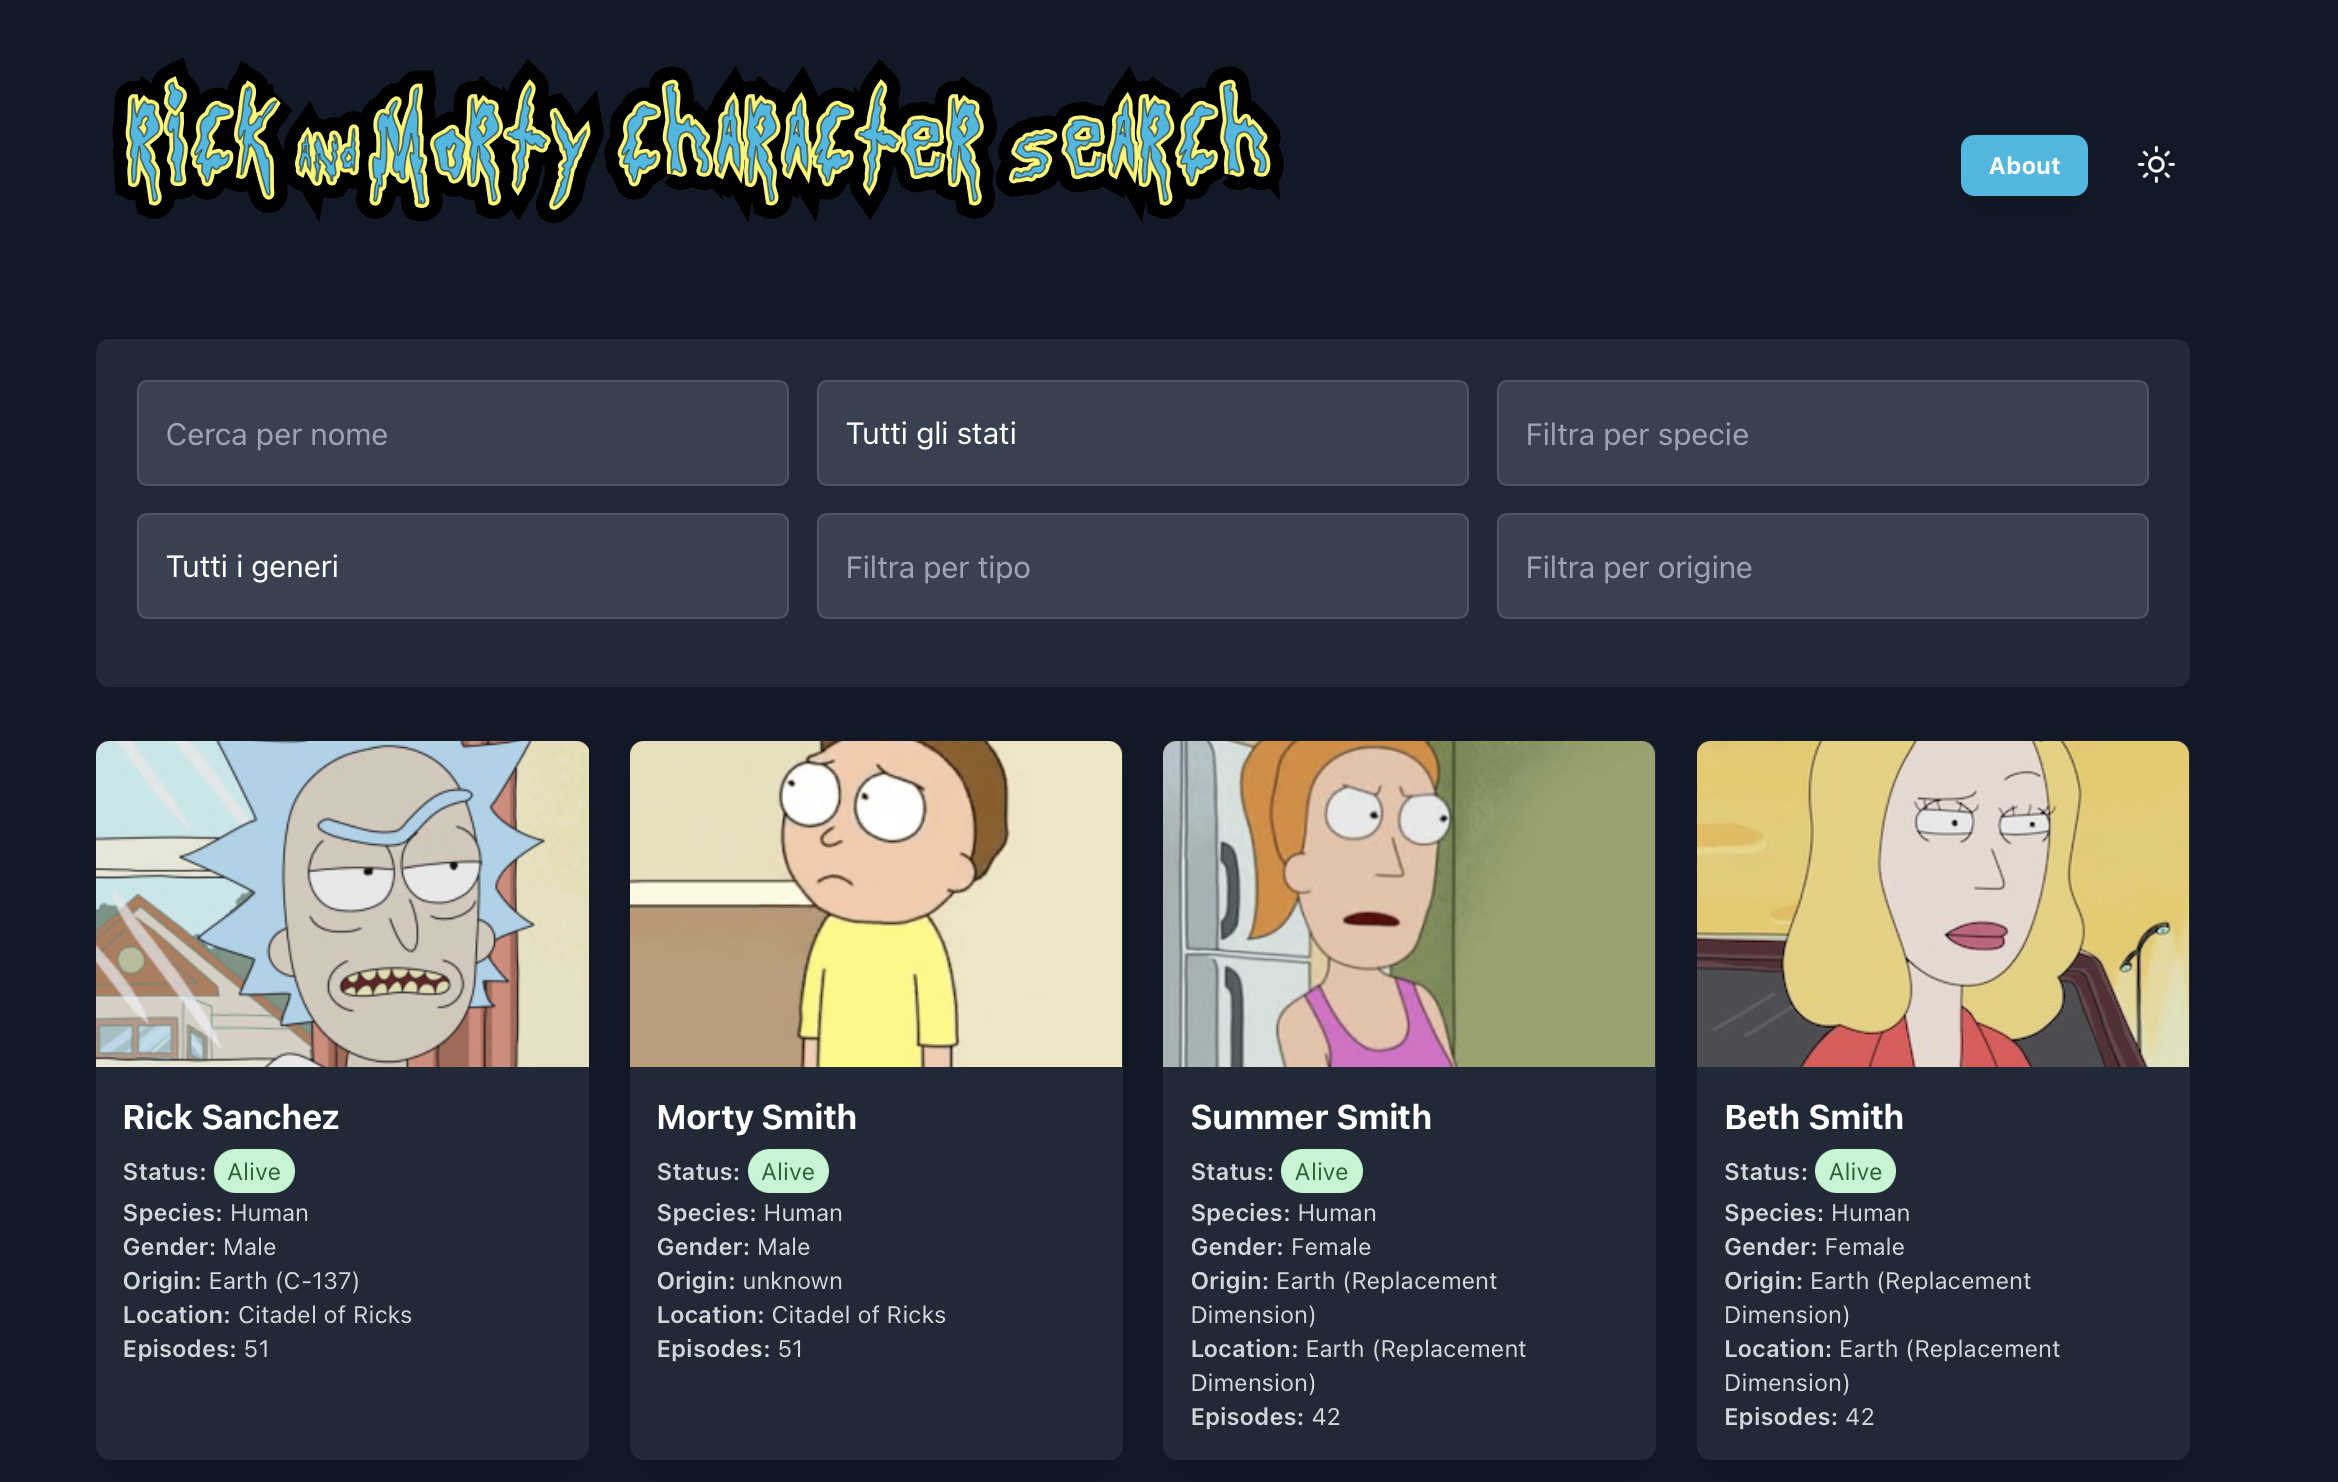 Rick and Morty Character Search
About
Cerca per nome
Tutti gli stati
Filtra per specie
Tutti i generi
Filtra per tipo
Filtra per origine
Rick Sanchez
Status: Alive
Species: Human
Gender: Male
Origin: Earth (C-137)
Location: Citadel of Ricks
Episodes: 51
Morty Smith
Status: Alive
Species: Human
Gender: Male
Origin: unknown
Location: Citadel of Ricks
Episodes: 51
Summer Smith
Status: Alive
Species: Human
Gender: Female
Origin: Earth (Replacement
Dimension)
Location: Earth (Replacement
Dimension)
Episodes: 42
Beth Smith
Status: Alive
Species: Human
Gender: Female
Origin: Earth (Replacement
Dimension)
Location: Earth (Replacement
Dimension)
Episodes: 42